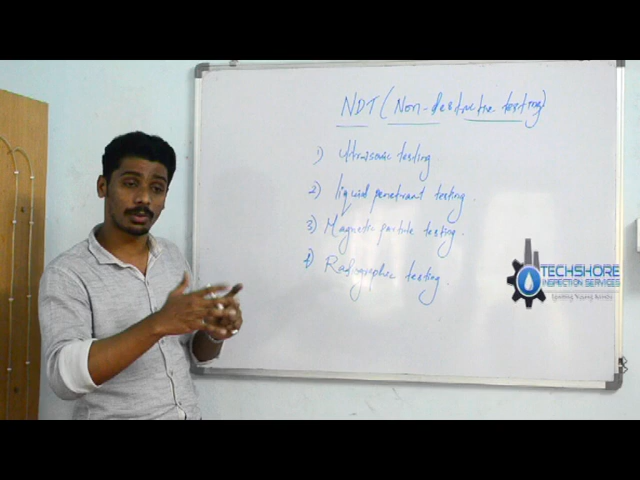 NDT (Non-destructive testing)
1) Ultrasonic testing
2) liquid penetrant testing.
3) Magnetic particle testing.
4) Radiographic testing.
TECHSHORE
INSPECTION SERVICES